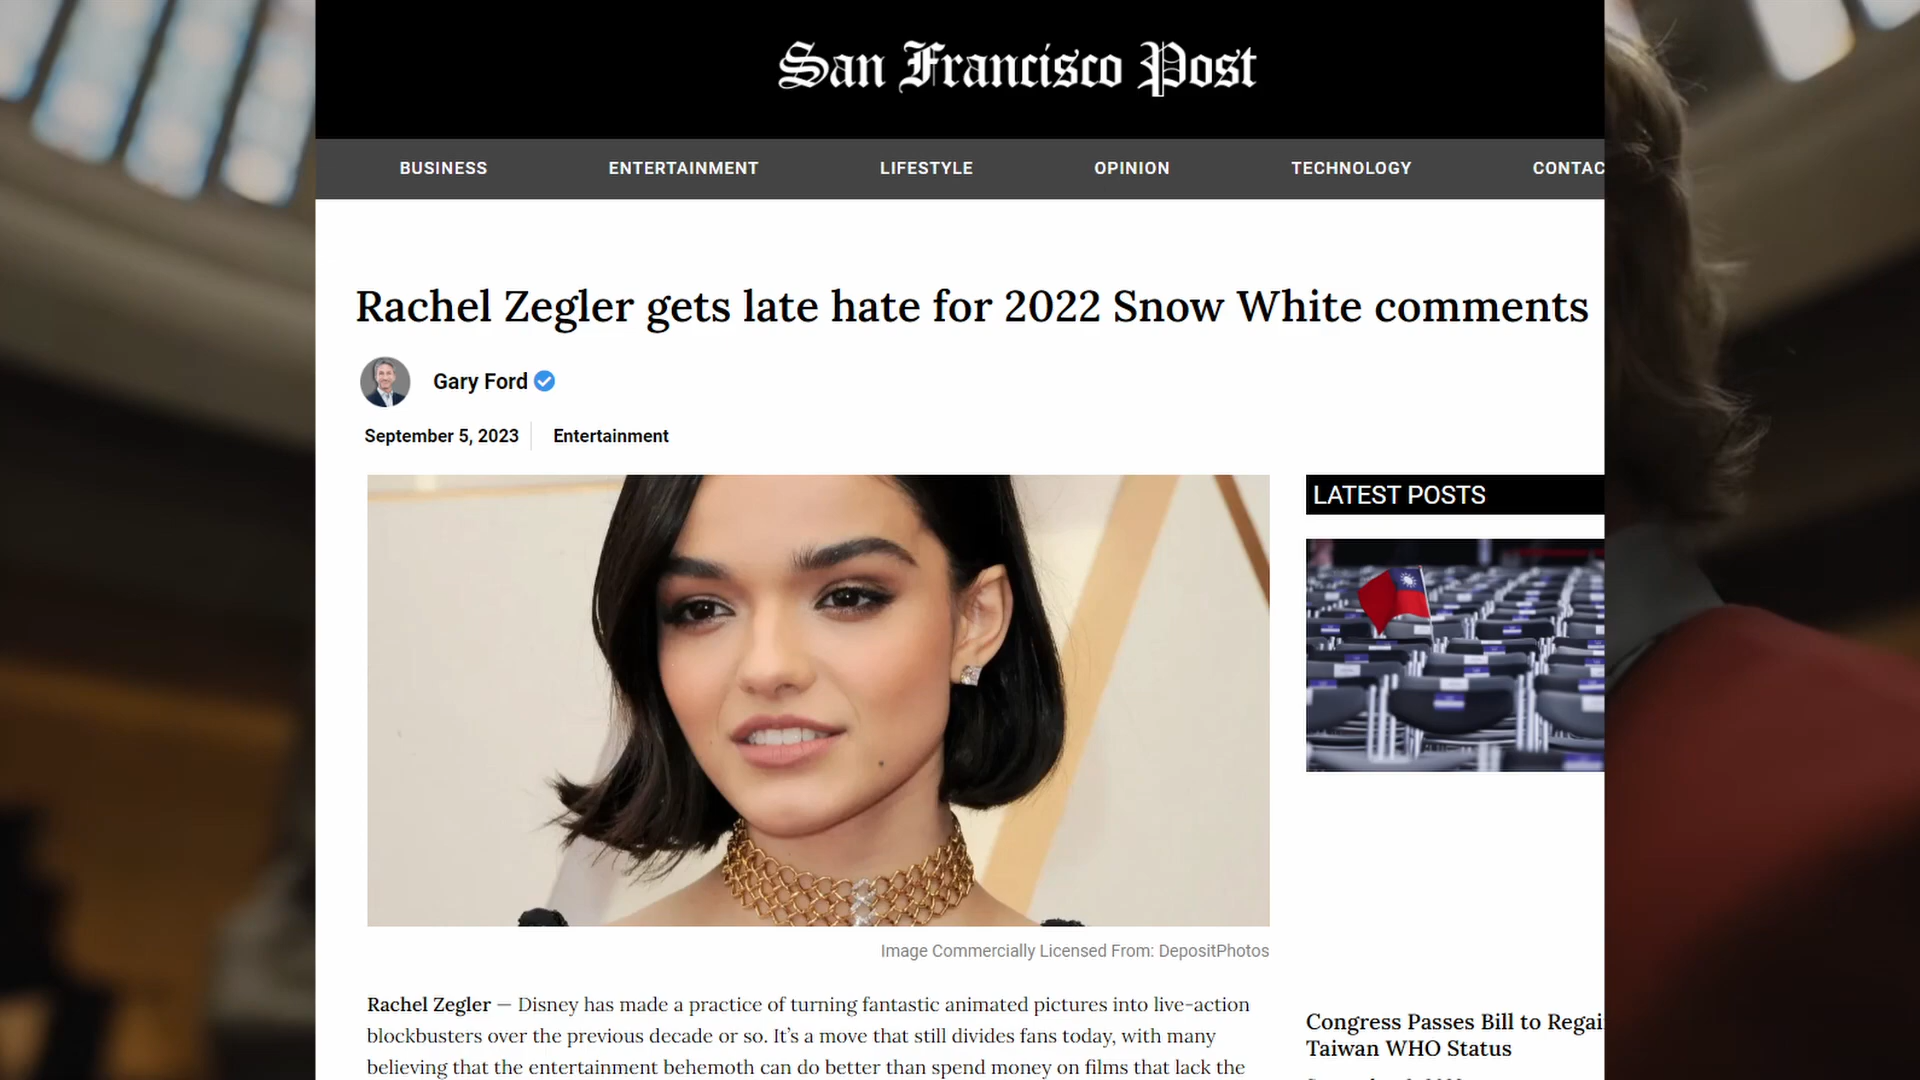 San Francisco Post
BUSINESS ENTERTAINMENT LIFESTYLE OPINION TECHNOLOGY CONTAC
Rachel Zegler gets late hate for 2022 Snow White comments
Gary Ford
September 5, 2023 Entertainment
LATEST POSTS
Image Commercially Licensed From: DepositPhotos
Rachel Zegler — Disney has made a practice of turning fantastic animated pictures into live-action
blockbusters over the previous decade or so. It’s a move that still divides fans today, with many
believing that the entertainment behemoth can do better than spend money on films that lack the
Congress Passes Bill to Regai
Taiwan WHO Status